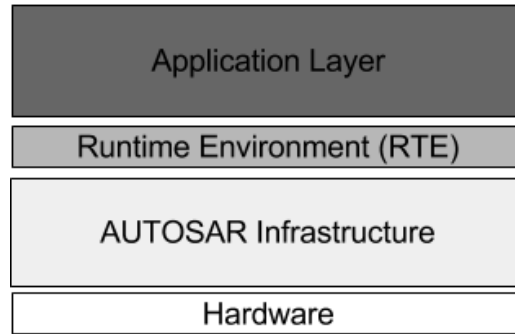 Application Layer
Runtime Environment (RTE)
AUTOSAR Infrastructure
Hardware